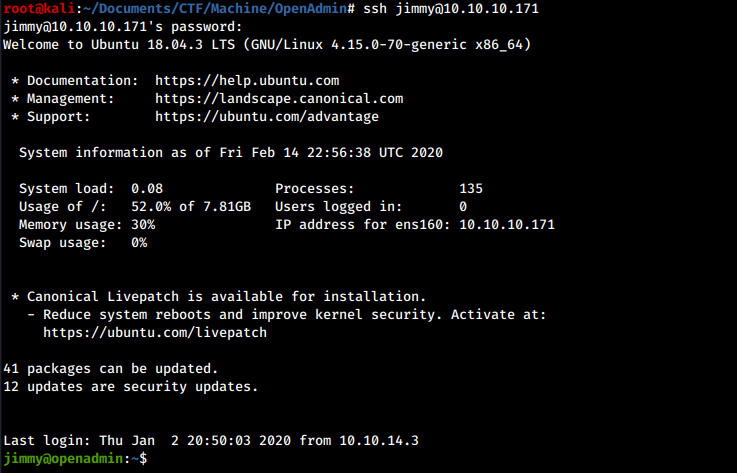 root@kali:~/Documents/CTF/Machine/OpenAdmin# ssh jimmy@10.10.10.171
jimmy@10.10.10.171's password:
Welcome to Ubuntu 18.04.3 LTS (GNU/Linux 4.15.0-70-generic x86_64)
* Documentation:  https://help.ubuntu.com
* Management:     https://landscape.canonical.com
* Support:        https://ubuntu.com/advantage
System information as of Fri Feb 14 22:56:38 UTC 2020
System load:  0.08              Processes:             135
Usage of /:   52.0% of 7.81GB   Users logged in:       0
Memory usage: 30%               IP address for ens160: 10.10.10.171
Swap usage:   0%
* Canonical Livepatch is available for installation.
- Reduce system reboots and improve kernel security. Activate at:
https://ubuntu.com/livepatch
41 packages can be updated.
12 updates are security updates.
Last login: Thu Jan  2 20:50:03 2020 from 10.10.14.3
jimmy@openadmin:~$